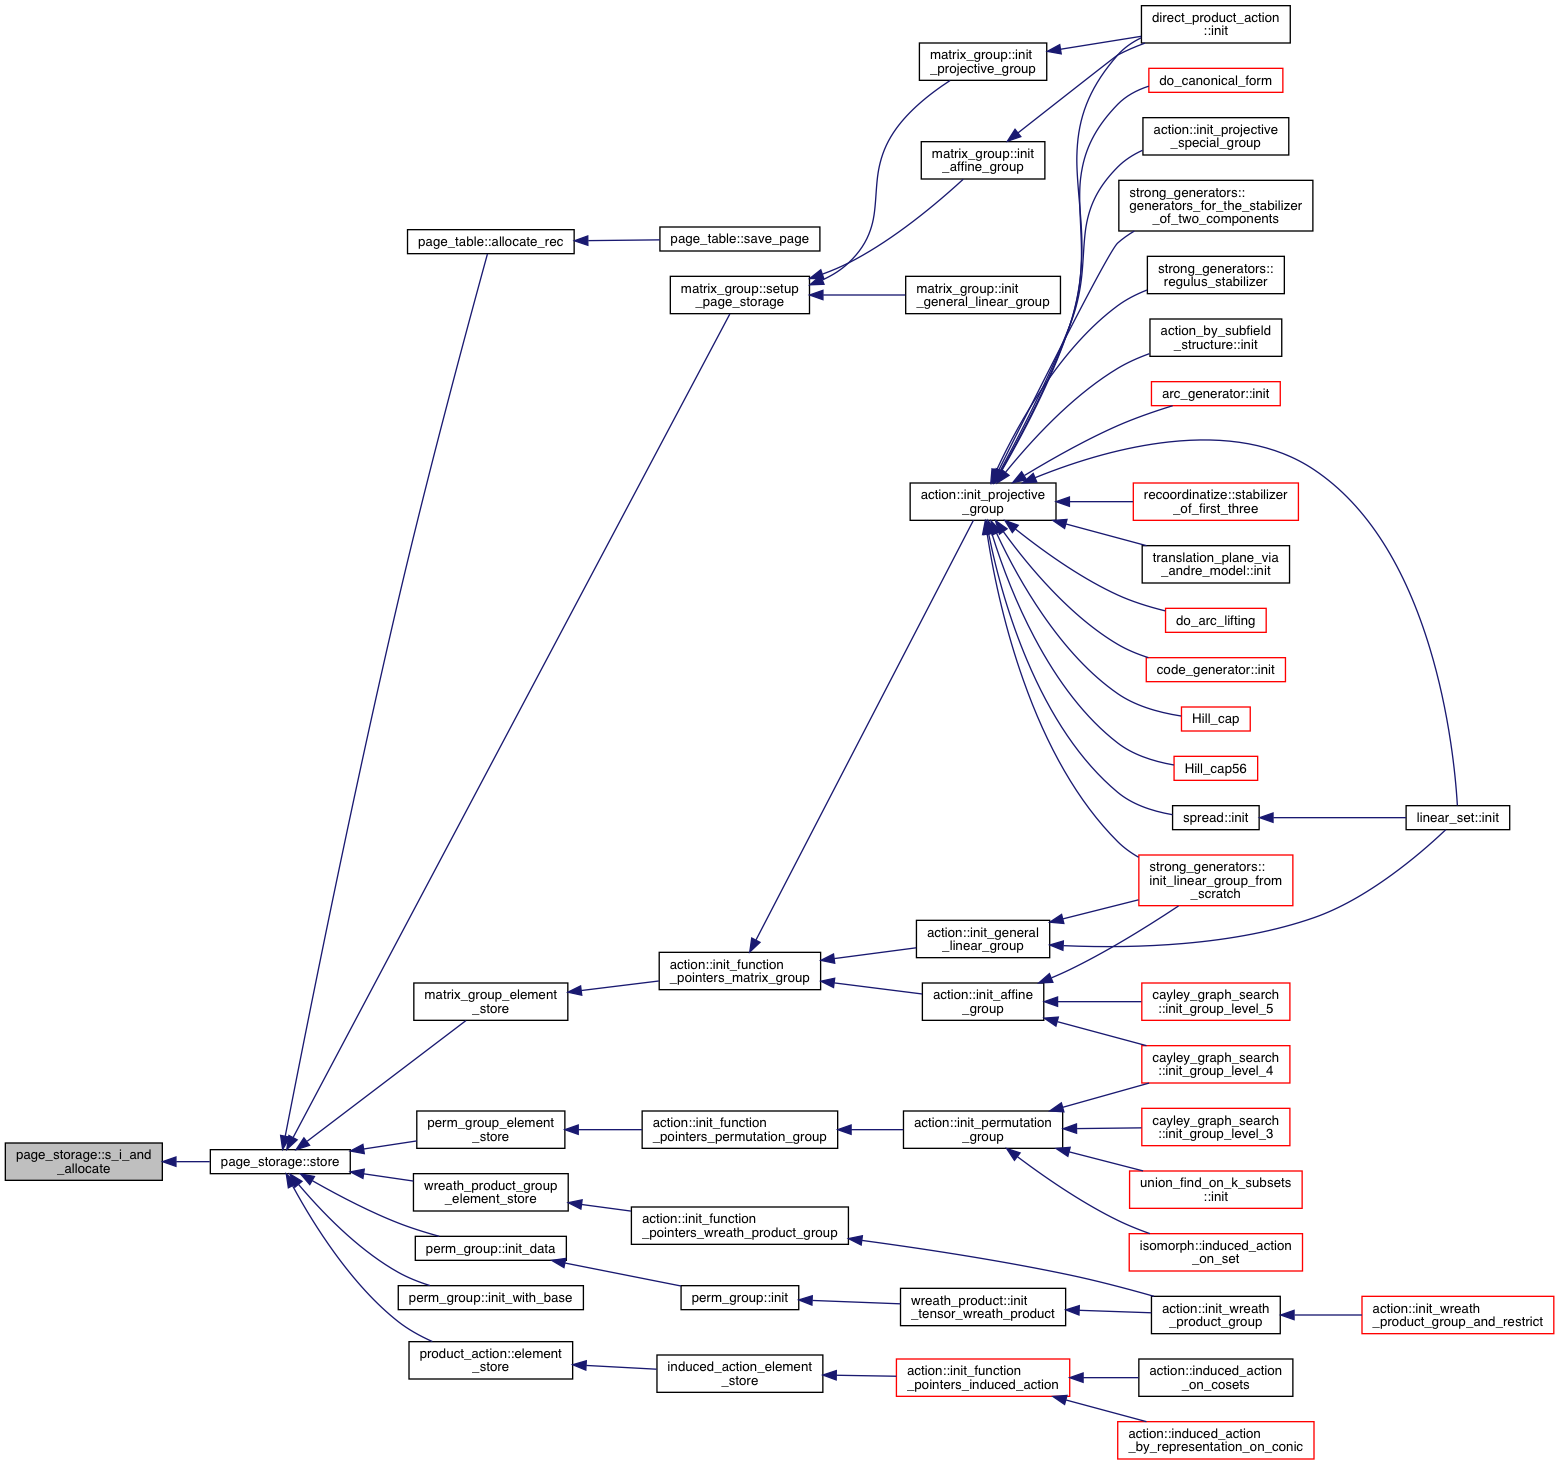 direct_product_action
::init
matrix_group::init
_projective_group
do_canonical_form
action::init_projective
_special_group
matrix_group::init
_affine_group
strong_generators::
generators_for_the_stabilizer
_of_two_components
page_table::allocate_rec
page_table::save_page
matrix_group::setup
_page_storage
matrix_group::init
_general_linear_group
strong_generators::
regulus_stabilizer
action_by_subfield
_structure::init
arc_generator::init
action::init_projective
_group
recoordinatize::stabilizer
_of_first_three
translation_plane_via
_andre_model::init
do_arc_lifting
code_generator::init
Hill_cap
Hill_cap56
spread::init
linear_set::init
strong_generators::
init_linear_group_from
_scratch
action::init_general
_linear_group
action::init_function
_pointers_matrix_group
matrix_group_element
_store
action::init_affine
_group
cayley_graph_search
::init_group_level_5
cayley_graph_search
::init_group_level_4
perm_group_element
_store
action::init_function
_pointers_permutation_group
action::init_permutation
_group
cayley_graph_search
::init_group_level_3
page_storage::s_i_and
_allocate
page_storage::store
wreath_product_group
_element_store
union_find_on_k_subsets
::init
action::init_function
_pointers_wreath_product_group
isomorph::induced_action
_on_set
perm_group::init_data
perm_group::init_with_base
perm_group::init
wreath_product::init
_tensor_wreath_product
action::init_wreath
_product_group
action::init_wreath
_product_group_and_restrict
product_action::element
_store
induced_action_element
_store
action::init_function
_pointers_induced_action
action::induced_action
_on_cosets
action::induced_action
_by_representation_on_conic